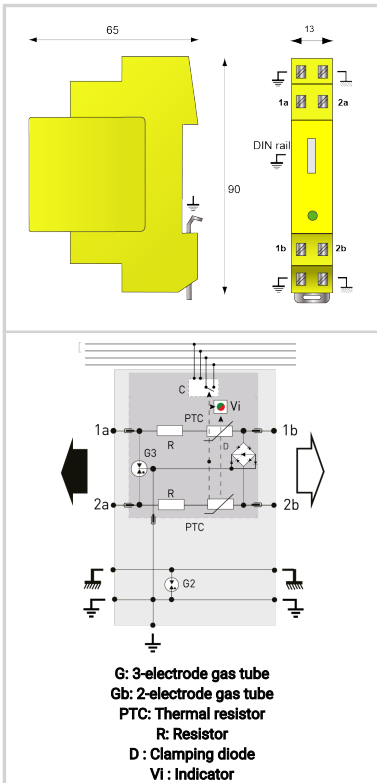 65
13
1a
2a
DIN rail
90
1b
2b
C
Vi
PTC
1a
R
D
1b
G3
2a
R
2b
PTC
G2
G: 3-electrode gas tube
Gb: 2-electrode gas tube
PTC: Thermal resistor
R: Resistor
D : Clamping diode
Vi : Indicator